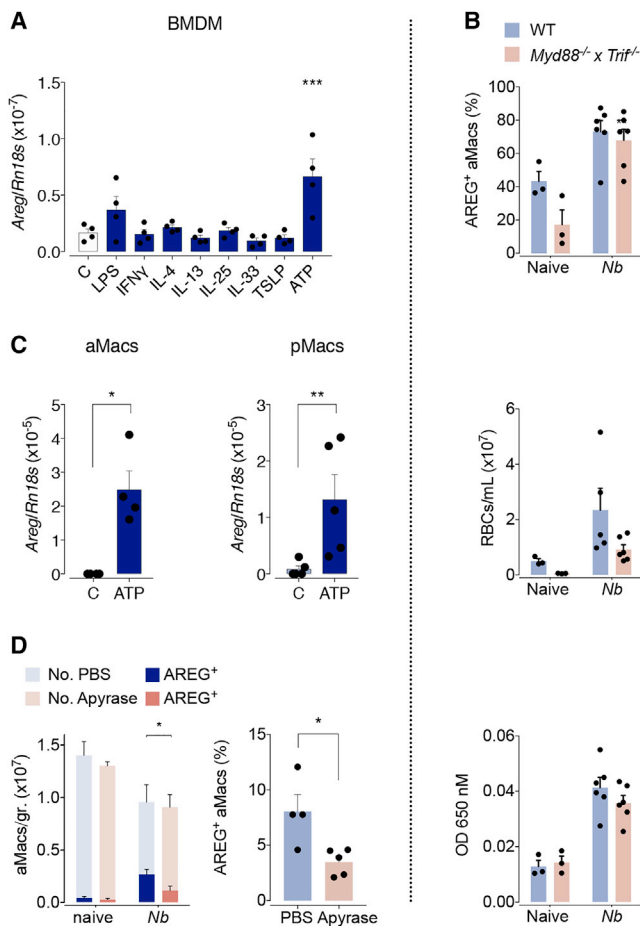 A
BMDM
Areg/Rn18s (x10-7)
1.5
1.0
0.5
0.0
***
C
LPS
IFNγ
IL-4
IL-13
IL-25
IL-33
TSLP
ATP
B
WT
Myd88-/- x Trif-/-
AREG+ aMacs (%)
100
80
60
40
20
0
Naive
Nb
C
aMacs
Areg/Rn18s (x10-5)
5
4
3
2
1
0
*
C
ATP
pMacs
Areg/Rn18s (x10-5)
3
2
1
0
**
C
ATP
RBCs/mL (x107)
6
4
2
0
Naive
Nb
D
No. PBS
AREG+
No. Apyrase
AREG+
aMacs/gr. (x107)
1.5
1.0
0.5
0.0
*
naive
Nb
AREG+ aMacs (%)
15
10
5
0
*
PBS Apyrase
OD 650 nM
0.06
0.04
0.02
0.00
Naive
Nb